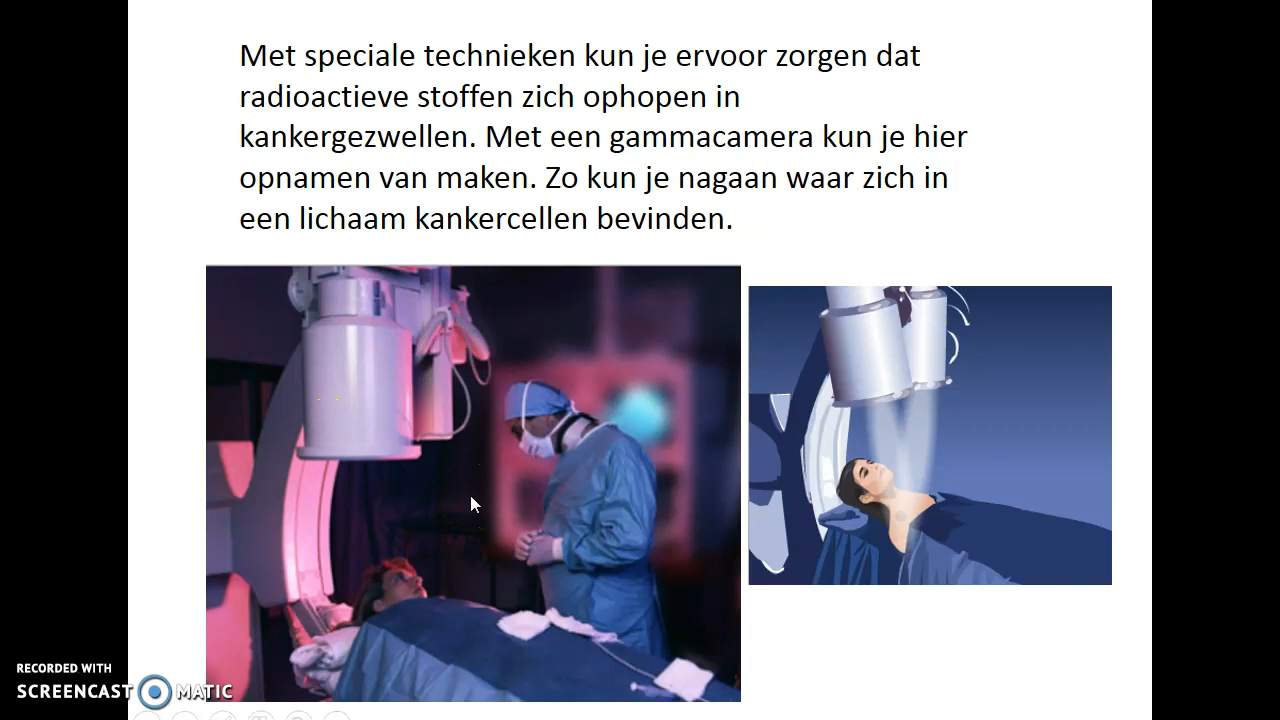 Met speciale technieken kun je ervoor zorgen dat
radioactieve stoffen zich ophopen in
kankergezwellen. Met een gammacamera kun je hier
opnamen van maken. Zo kun je nagaan waar zich in
een lichaam kankercellen bevinden.
RECORDED WITH
SCREENCAST MATIC